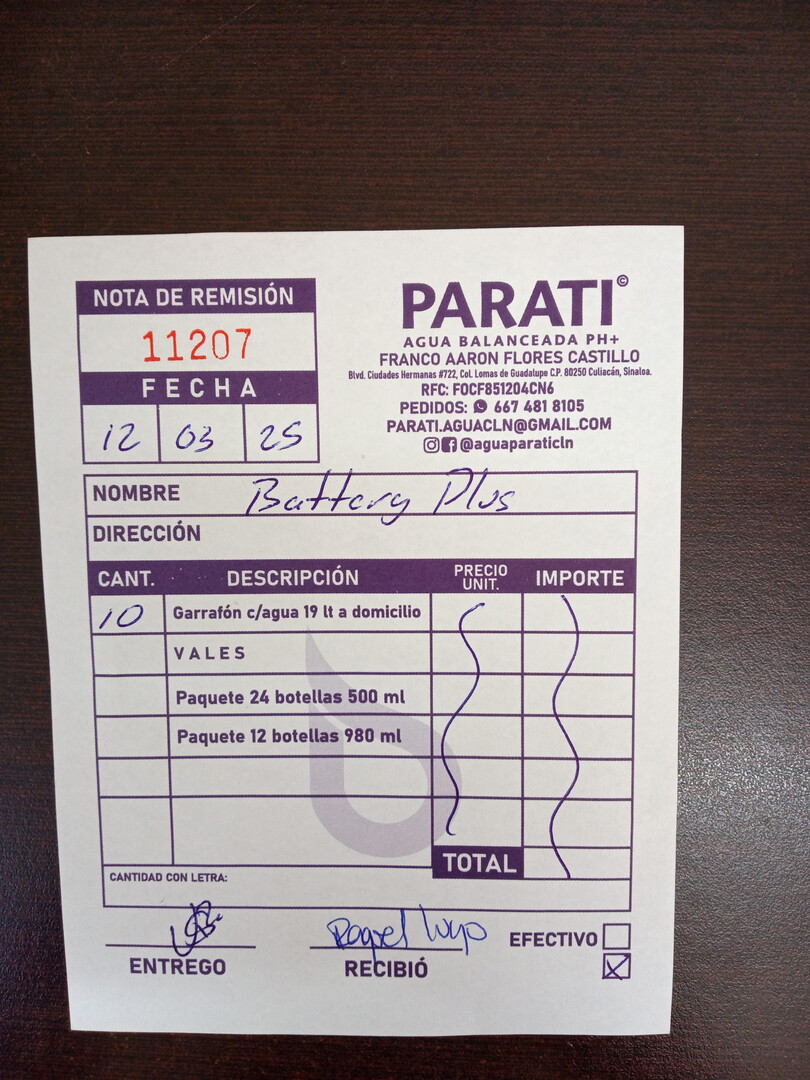 NOTA DE REMISIÓN
11207
FECHA
12 03 25
PARATI©
AGUA BALANCEADA PH+
FRANCO AARON FLORES CASTILLO
Blvd. Ciudades Hermanas #722, Col. Lomas de Guadalupe C.P. 80250 Culiacán, Sinaloa.
RFC: FOCF851204CN6
PEDIDOS: 667 481 8105
PARATI.AGUACLN@GMAIL.COM
@aguaparaticln
NOMBRE Battery Plus
DIRECCIÓN
CANT. DESCRIPCIÓN PRECIO UNIT. IMPORTE
10 Garrafón c/agua 19 lt a domicilio
VALES
Paquete 24 botellas 500 ml
Paquete 12 botellas 980 ml
TOTAL
CANTIDAD CON LETRA:
Raquel
ENTREGO RECIBIÓ EFECTIVO